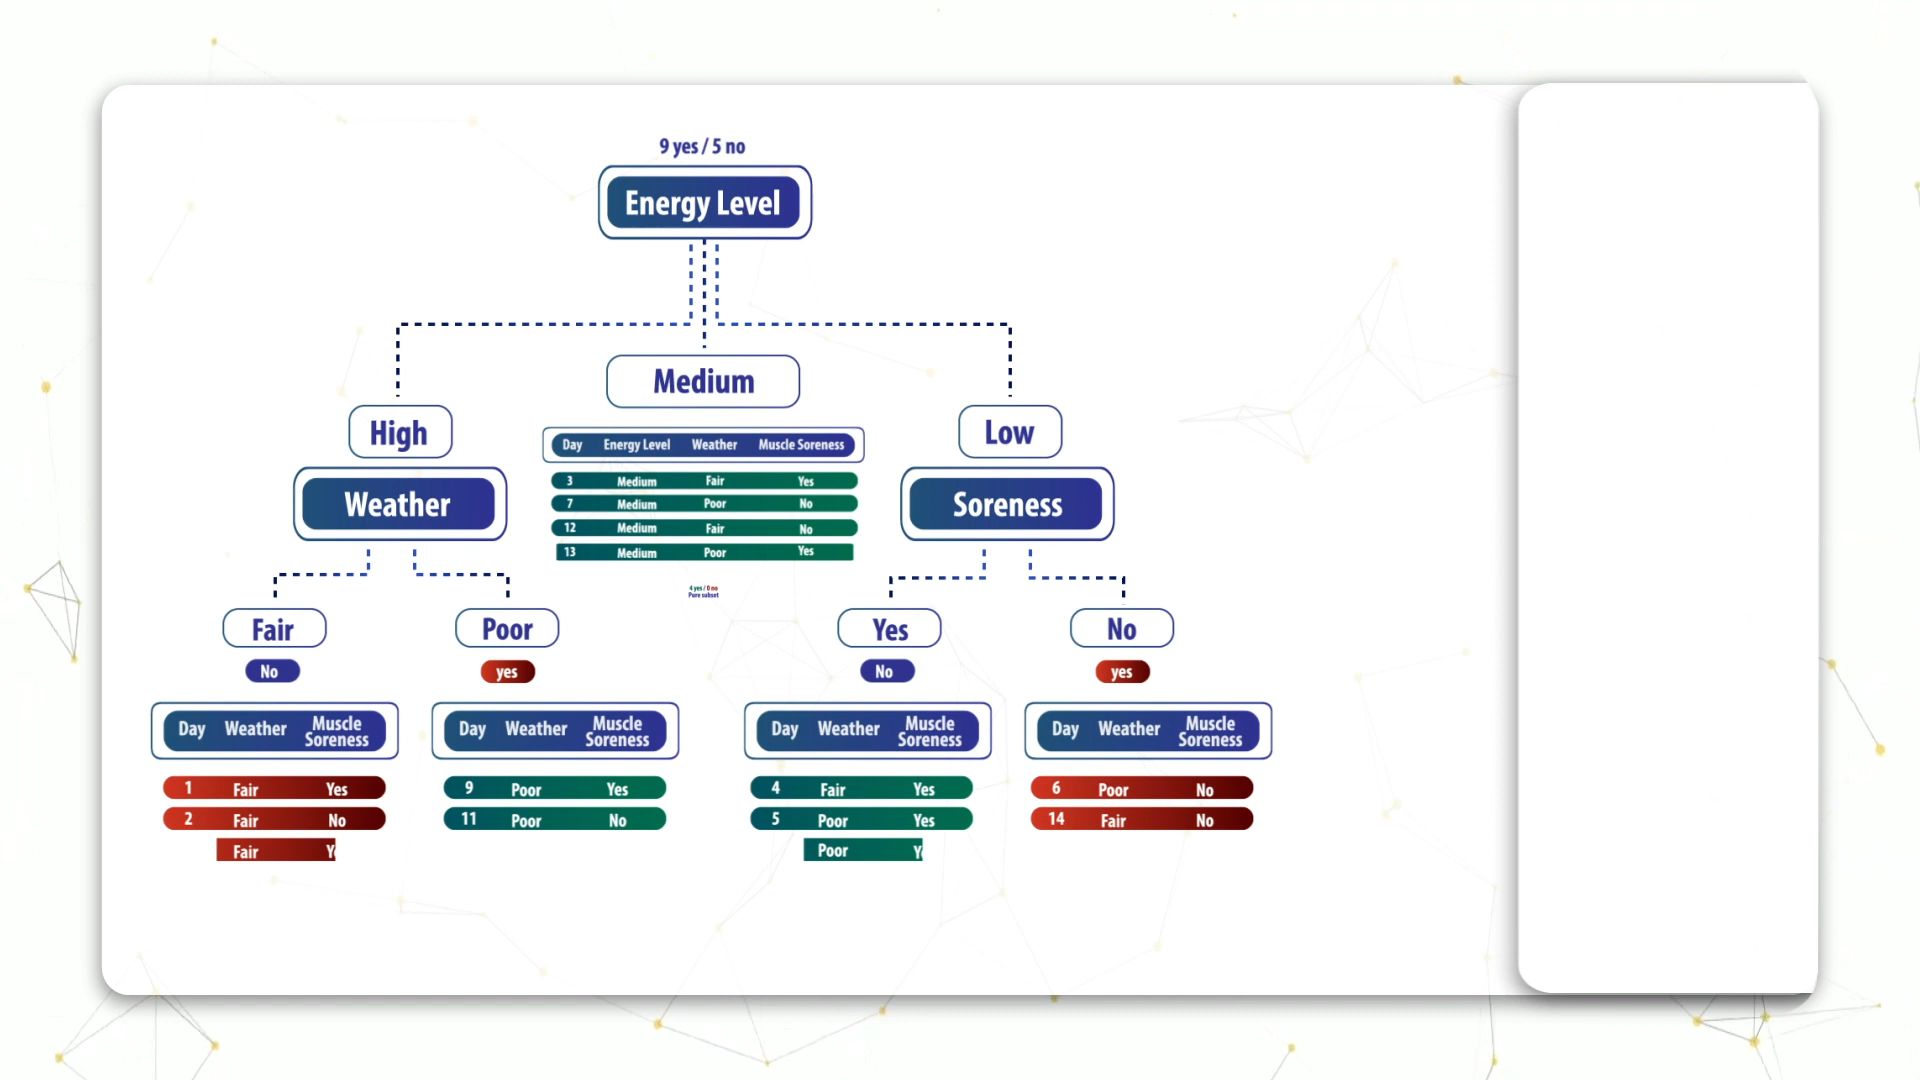 9 yes / 5 no
Energy Level
Medium
High
Low
Day Energy Level Weather Muscle Soreness
3 Medium Fair Yes
7 Medium Poor No
12 Medium Fair No
13 Medium Poor Yes
4 yes / 0 no
Pure subset
Weather
Soreness
Fair
Poor
Yes
No
No
yes
No
yes
Day Weather Muscle Soreness
1 Fair Yes
2 Fair No
Fair
Day Weather Muscle Soreness
9 Poor Yes
11 Poor No
Day Weather Muscle Soreness
4 Fair Yes
5 Poor Yes
Poor
Day Weather Muscle Soreness
6 Poor No
14 Fair No